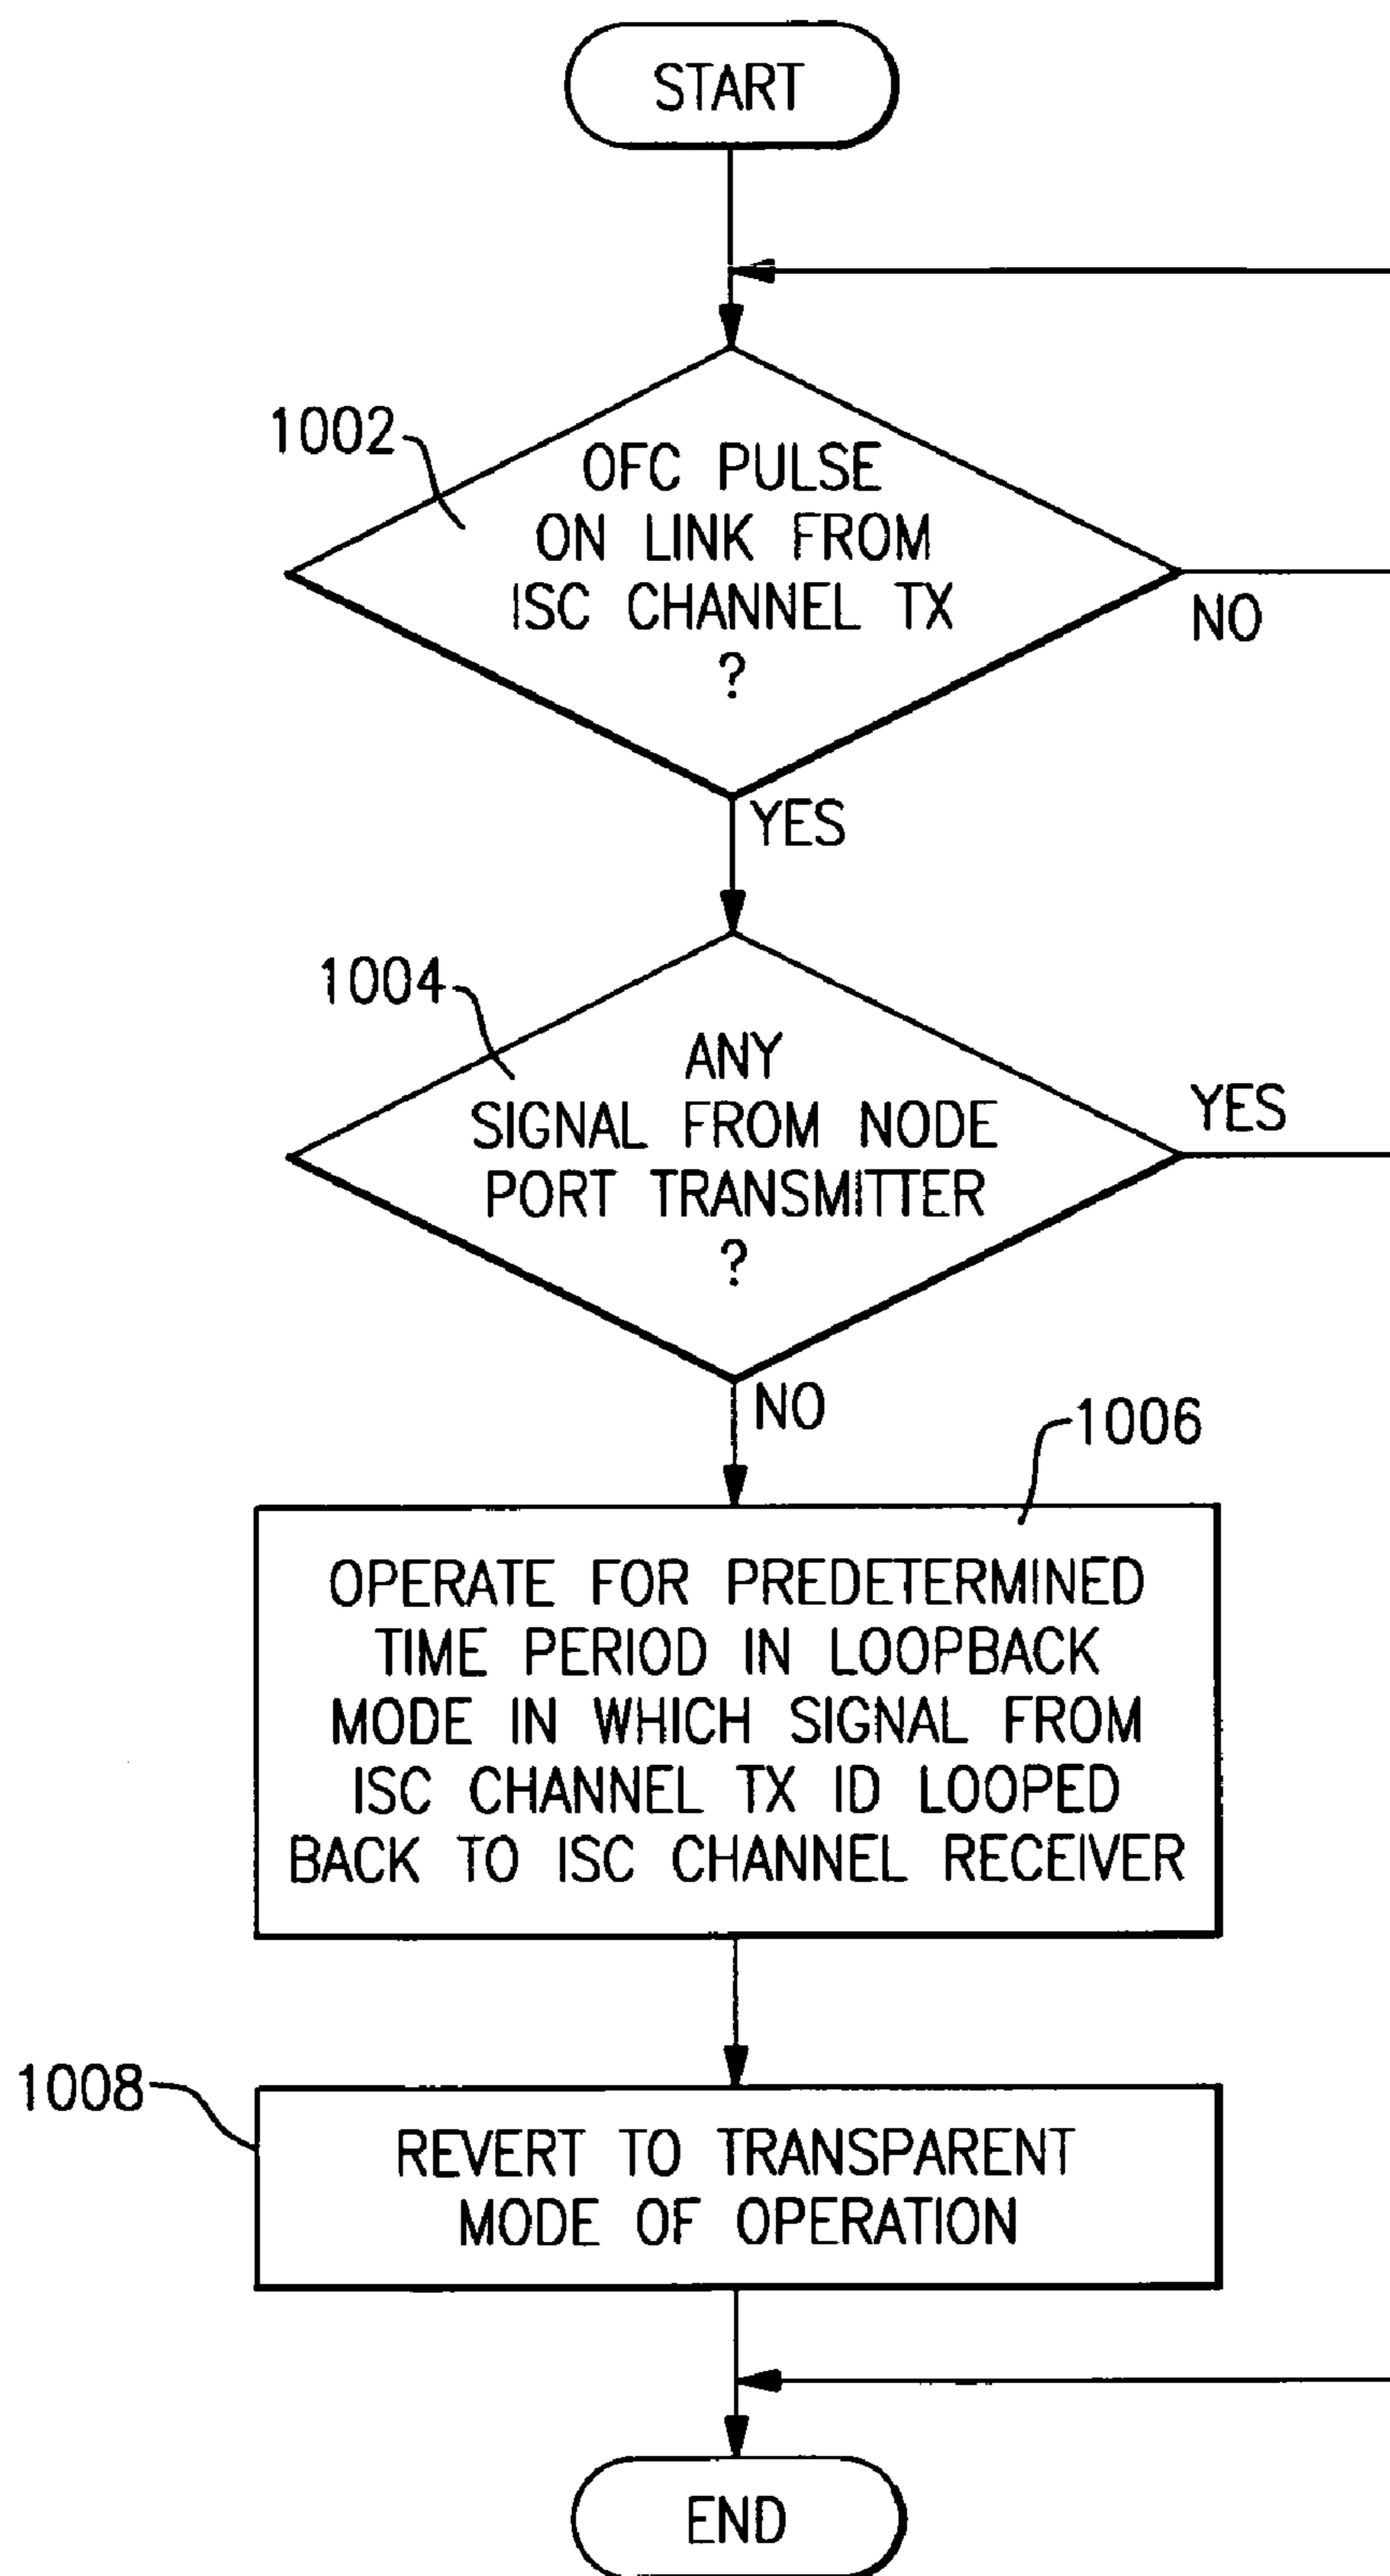 START
1002
OFC PULSE
ON LINK FROM
ISC CHANNEL TX
?
NO
YES
1004
ANY
SIGNAL FROM NODE
PORT TRANSMITTER
?
YES
NO
1006
OPERATE FOR PREDETERMINED
TIME PERIOD IN LOOPBACK
MODE IN WHICH SIGNAL FROM
ISC CHANNEL TX ID LOOPED
BACK TO ISC CHANNEL RECEIVER
1008
REVERT TO TRANSPARENT
MODE OF OPERATION
END